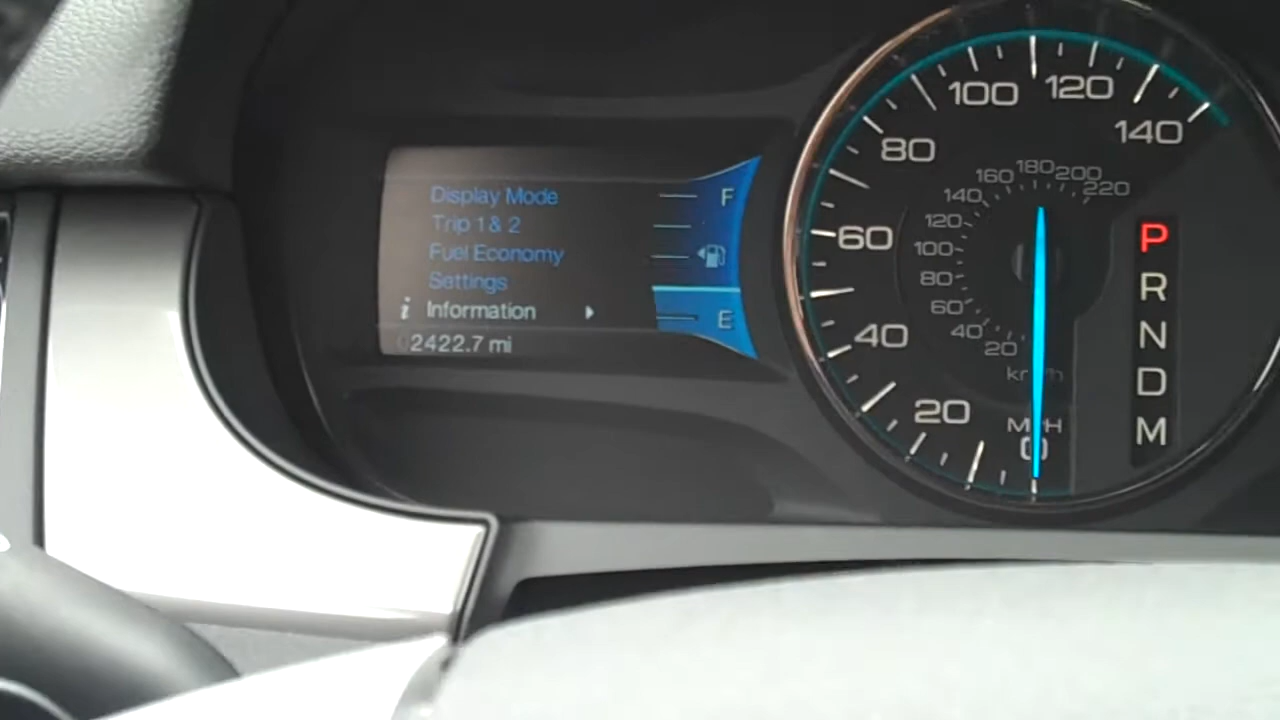 Display Mode
Trip 1 & 2
Fuel Economy
Settings
i Information
02422.7 mi
F
E
0
20
40
60
80
100
120
140
MPH
20
40
60
80
100
120
140
160
180
200
220
km/h
P
R
N
D
M